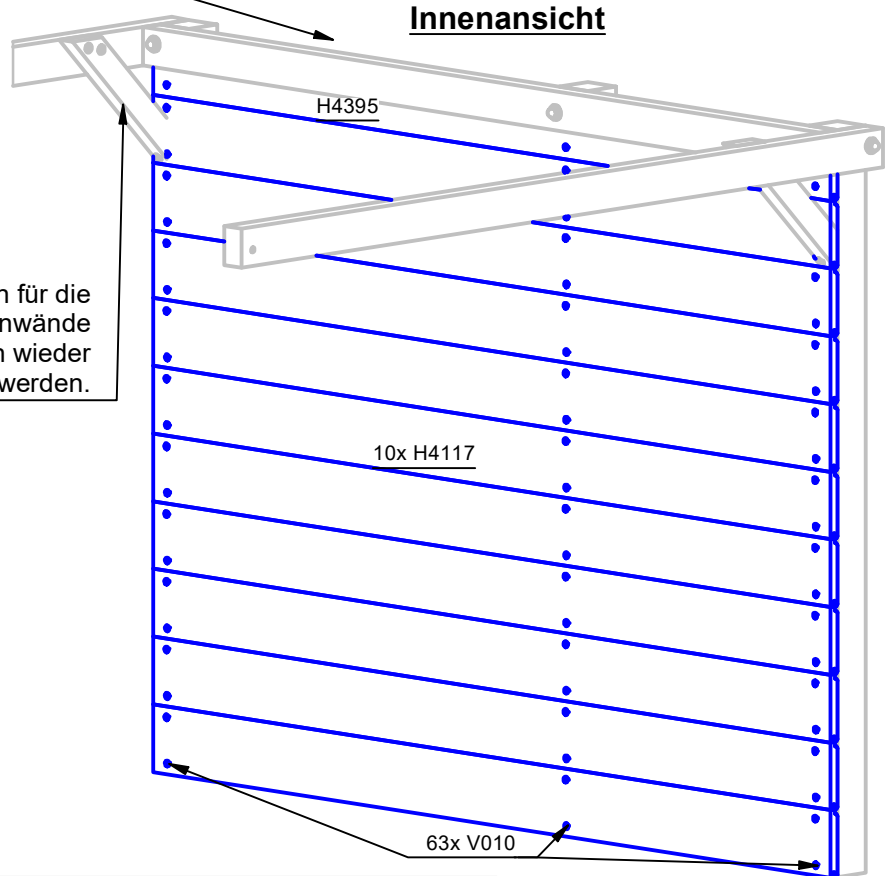 Innenansicht
H4395
n für die
nwände
n wieder
werden.
10x H4117
63x V010